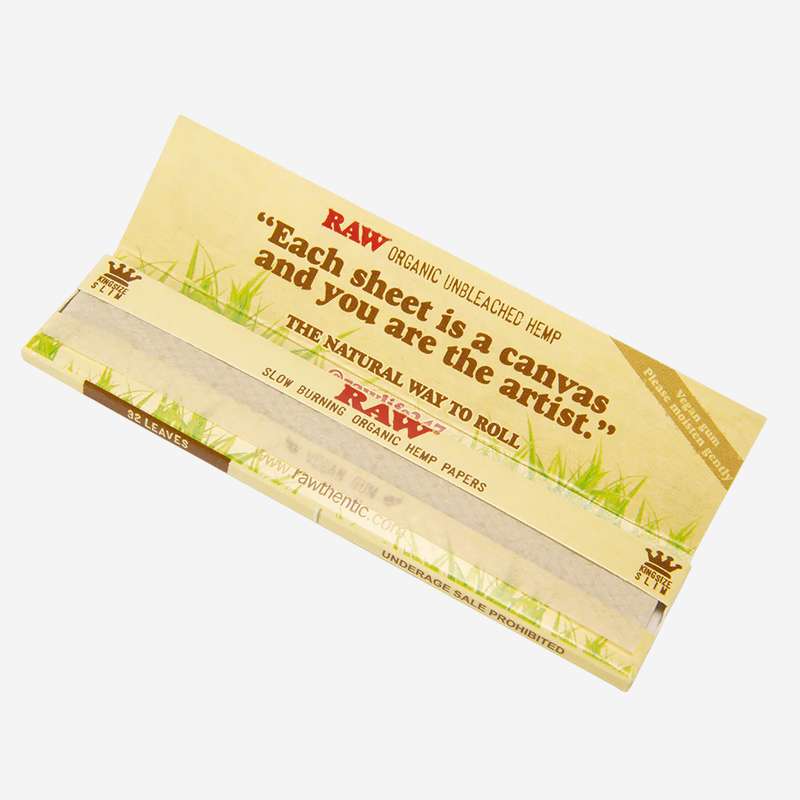 RAW ORGANIC UNBLEACHED HEMP
“Each sheet is a canvas
and you are the artist.”
THE NATURAL WAY TO ROLL
Vegan gum
Please moisten gently
KINGSIZE
SLIM
RAW
SLOW BURNING ORGANIC HEMP PAPERS
KINGSIZE
SLIM
VEGAN GUM
www.rawthentic.com
32 LEAVES
UNDERAGE SALE PROHIBITED